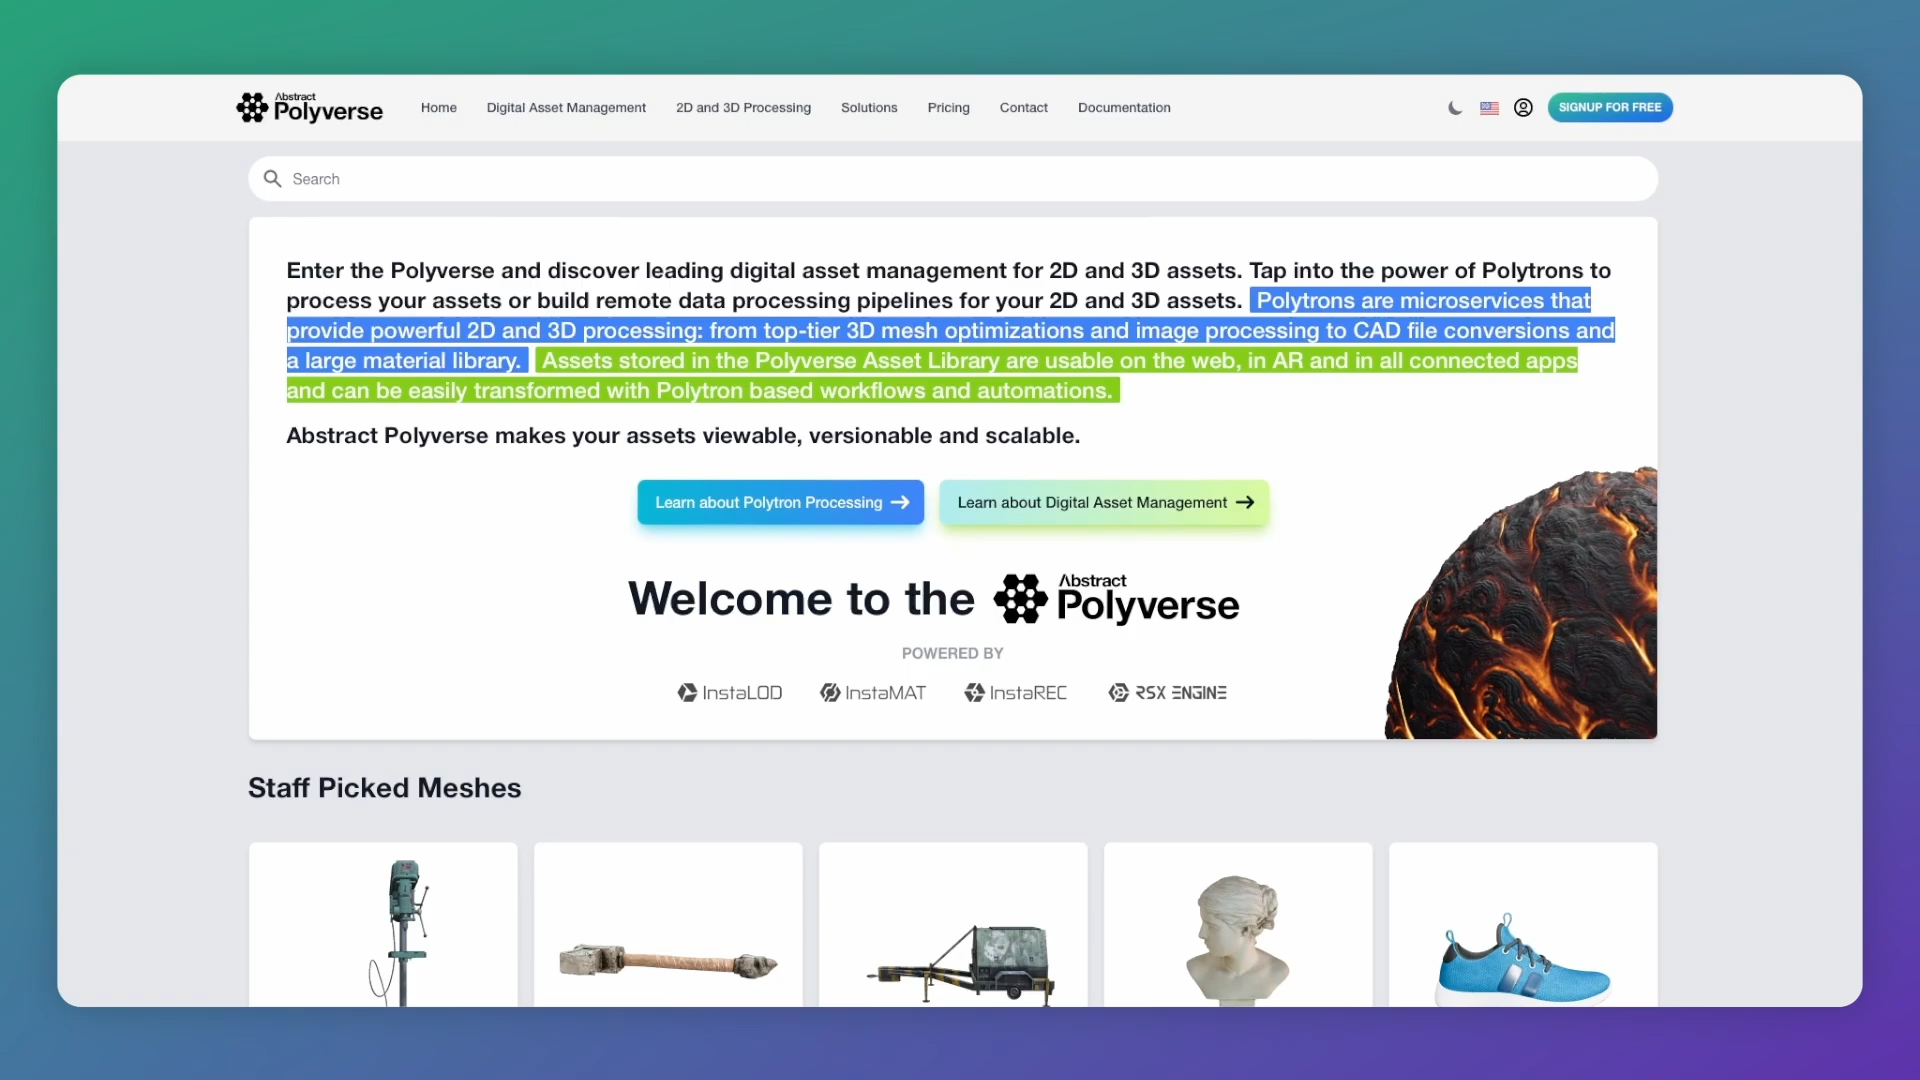 Abstract
Polyverse
Home
Digital Asset Management
2D and 3D Processing
Solutions
Pricing
Contact
Documentation
SIGNUP FOR FREE
Search
Enter the Polyverse and discover leading digital asset management for 2D and 3D assets. Tap into the power of Polytrons to
process your assets or build remote data processing pipelines for your 2D and 3D assets. Polytrons are microservices that
provide powerful 2D and 3D processing: from top-tier 3D mesh optimizations and image processing to CAD file conversions and
a large material library. Assets stored in the Polyverse Asset Library are usable on the web, in AR and in all connected apps
and can be easily transformed with Polytron based workflows and automations.
Abstract Polyverse makes your assets viewable, versionable and scalable.
Learn about Polytron Processing
Learn about Digital Asset Management
Welcome to the
Abstract
Polyverse
POWERED BY
InstaLOD
InstaMAT
InstaREC
RSX ENGINE
Staff Picked Meshes